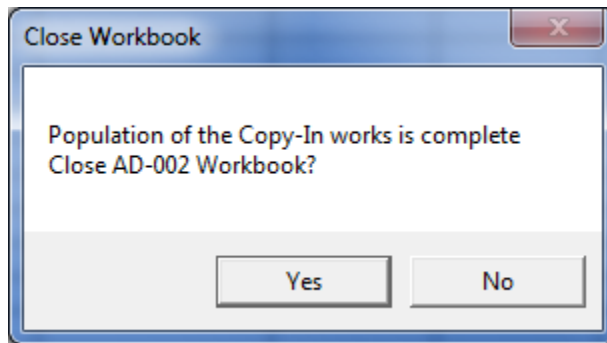 Close Workbook
Population of the Copy-In works is complete
Close AD-002 Workbook?
Yes
No